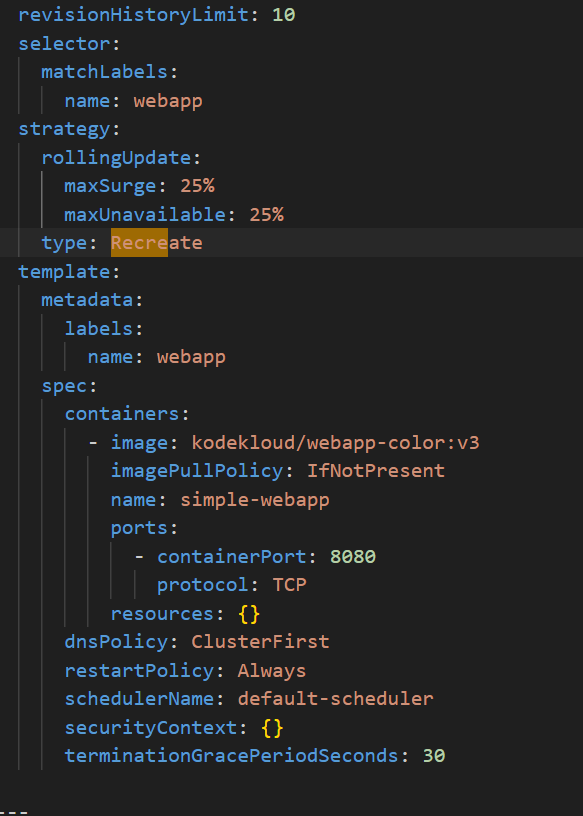 revisionHistoryLimit: 10
selector:
  matchLabels:
    name: webapp
strategy:
  rollingUpdate:
    maxSurge: 25%
    maxUnavailable: 25%
  type: Recreate
template:
  metadata:
    labels:
      name: webapp
  spec:
    containers:
      - image: kodekloud/webapp-color:v3
        imagePullPolicy: IfNotPresent
        name: simple-webapp
        ports:
          - containerPort: 8080
            protocol: TCP
        resources: {}
    dnsPolicy: ClusterFirst
    restartPolicy: Always
    schedulerName: default-scheduler
    securityContext: {}
    terminationGracePeriodSeconds: 30
---